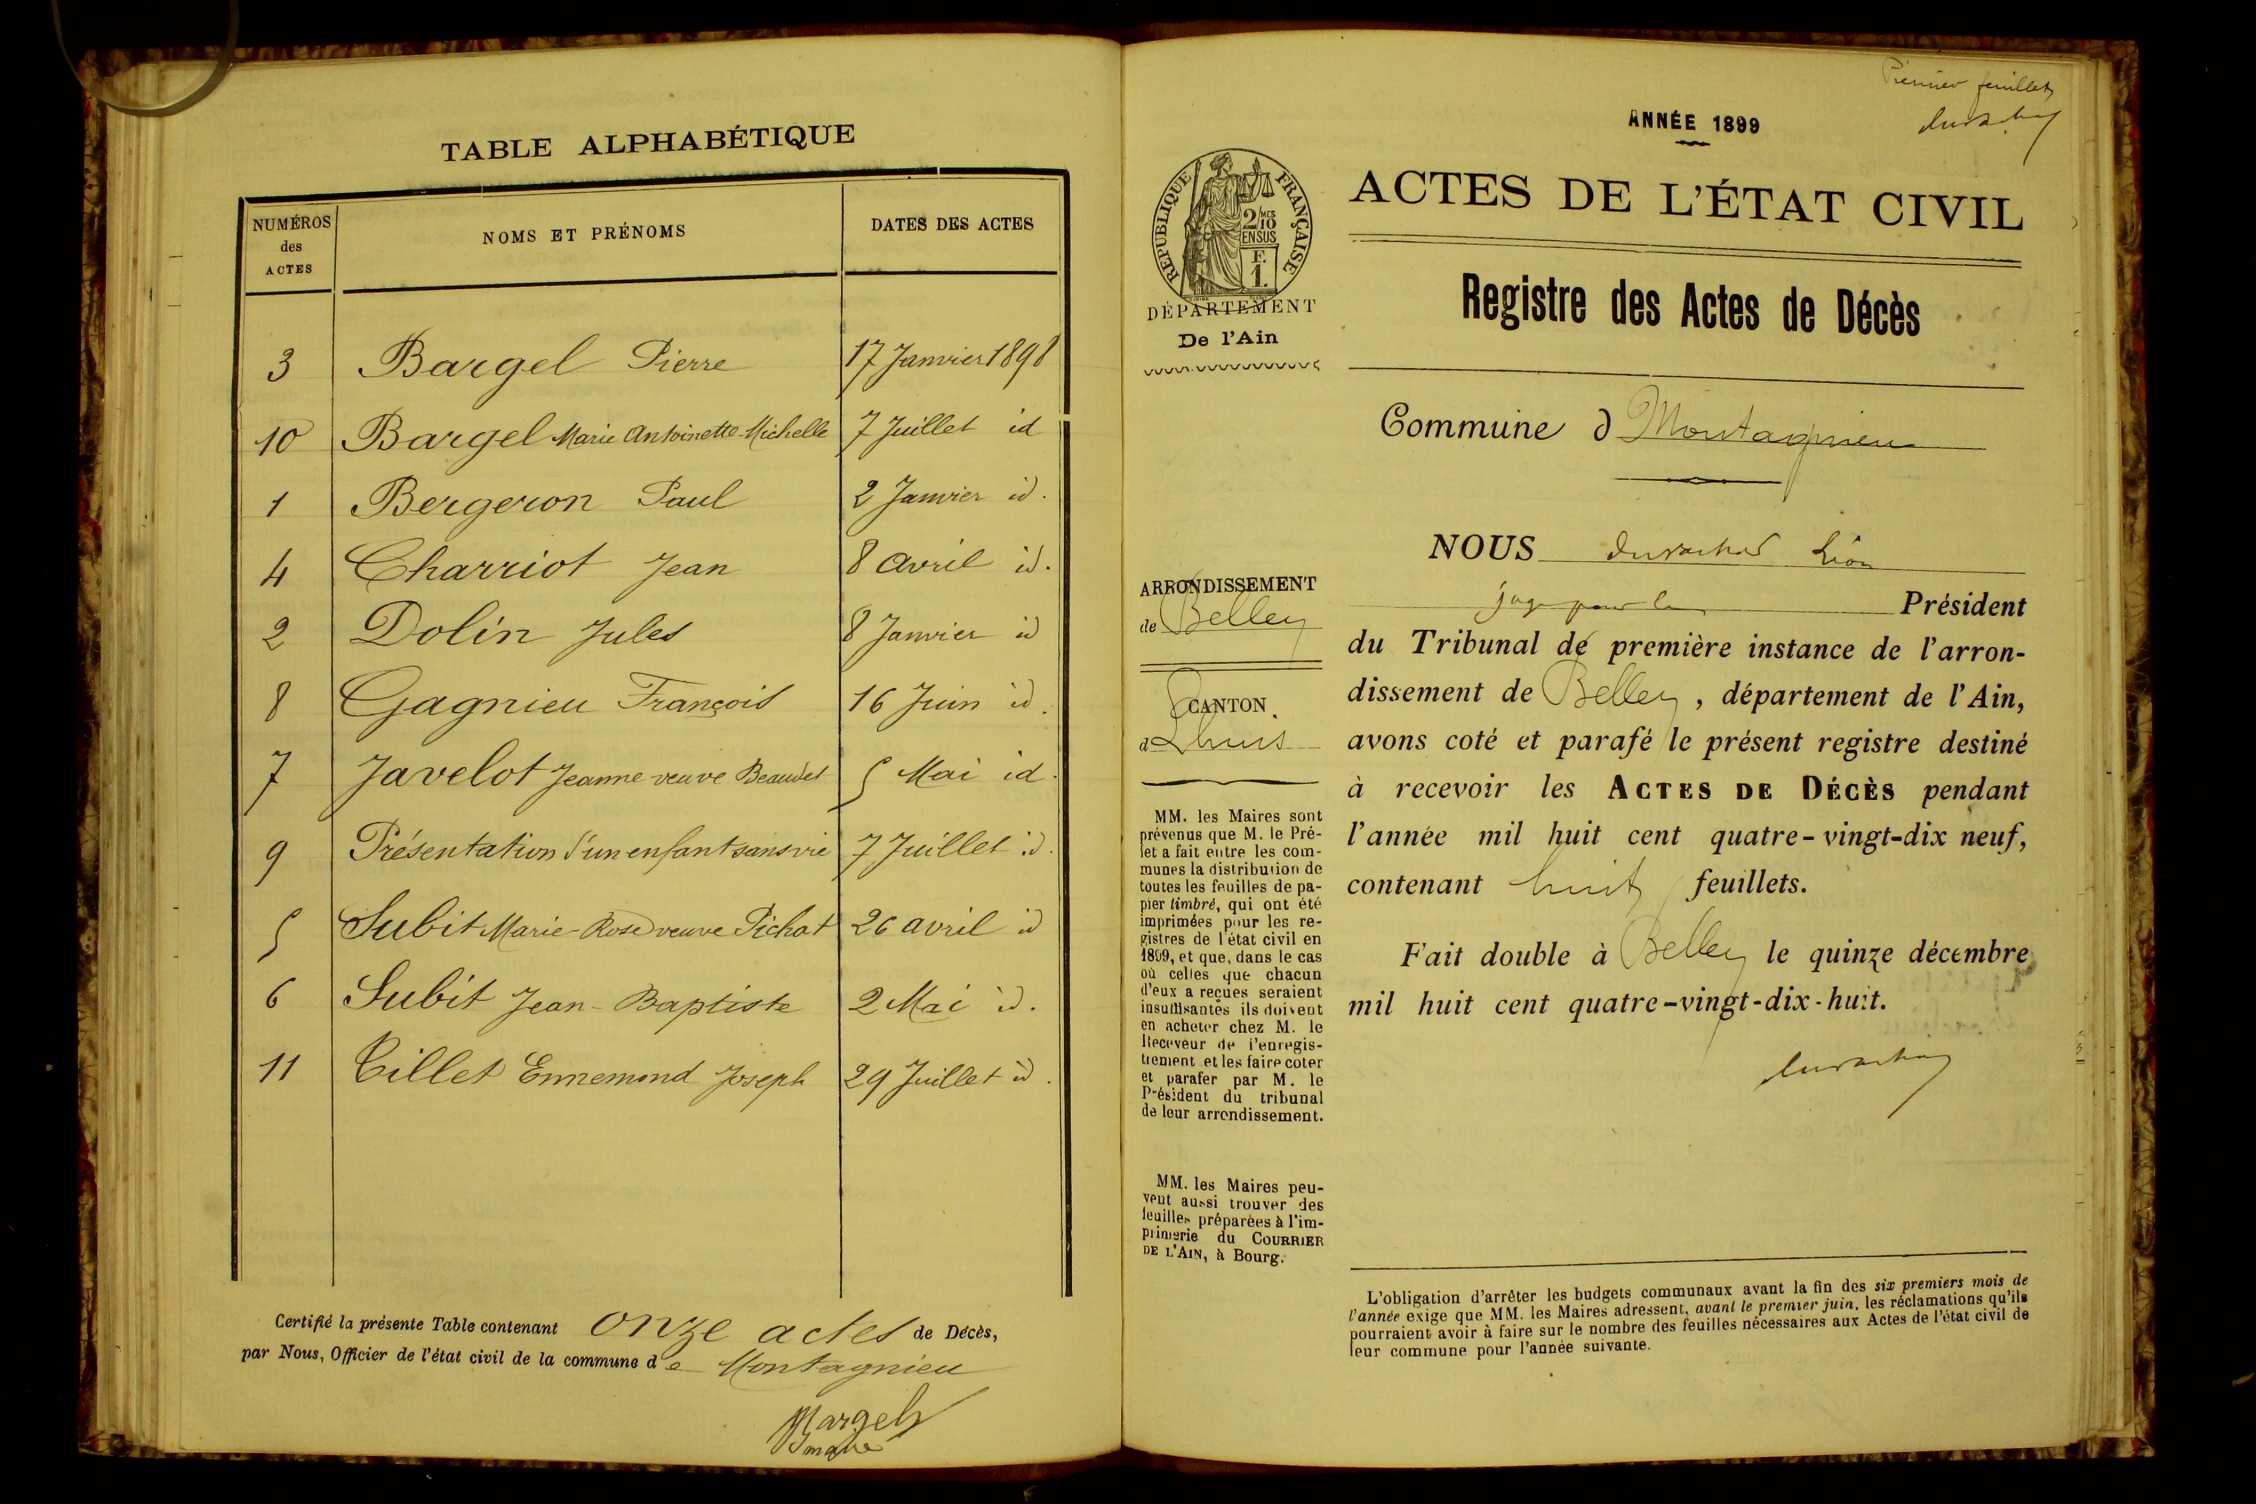 TABLE ALPHABÉTIQUE
NUMÉROS des ACTES
NOMS ET PRÉNOMS
DATES DES ACTES
3 Bargel Pierre 17 Janvier 1898
10 Bargel Marie Antoinette Michelle 7 Juillet id
1 Bergeron Paul 2 Janvier id.
4 Charriot Jean 8 avril id.
2 Dolin Jules 8 Janvier id
8 Gagnieu François 16 Juin id.
7 Javelot Jeanne veuve Beaudet 5 Mai id.
9 Présentation d'un enfant sans vie 7 Juillet id.
5 Subit Marie-Rose veuve Pichat 26 avril id
6 Subit Jean-Baptiste 2 Mai id.
11 Tillet Ennemond Joseph 29 Juillet id.
Certifié la présente Table contenant onze actes de Décès,
par Nous, Officier de l'état civil de la commune de Montagnieu
Premier feuillet
ANNÉE 1899
RÉPUBLIQUE FRANÇAISE
2/10 MES
EN SUS
F.
1.
ACTES DE L'ÉTAT CIVIL
DÉPARTEMENT
De l'Ain
Registre des Actes de Décès
Commune d Montagnieu
ARRONDISSEMENT
de Belley
CANTON
d Lhuis
MM. les Maires sont
prévenus que M. le Pré-
fet a fait entre les com-
munes la distribution de
toutes les feuilles de pa-
pier timbré, qui ont été
imprimées pour les re-
gistres de l'état civil en
1899, et que, dans le cas
où celles que chacun
d'eux a reçues seraient
insuffisantes ils doivent
en acheter chez M. le
Receveur de l'enregis-
trement et les faire coter
et parafer par M. le
Président du tribunal
de leur arrondissement.
MM. les Maires peu-
vent aussi trouver des
feuilles préparées à l'im-
primerie du COURRIER
DE L'AIN, à Bourg.
NOUS Léon
juge pour le Président
du Tribunal de première instance de l'arron-
dissement de Belley, département de l'Ain,
avons coté et parafé le présent registre destiné
à recevoir les ACTES DE DÉCÈS pendant
l'année mil huit cent quatre-vingt-dix neuf,
contenant huit feuillets.
Fait double à Belley le quinze décembre
mil huit cent quatre-vingt-dix-huit.
L'obligation d'arrêter les budgets communaux avant la fin des six premiers mois de
l'année exige que MM. les Maires adressent, avant le premier juin, les réclamations qu'ils
pourraient avoir à faire sur le nombre des feuilles nécessaires aux Actes de l'état civil de
leur commune pour l'année suivante.